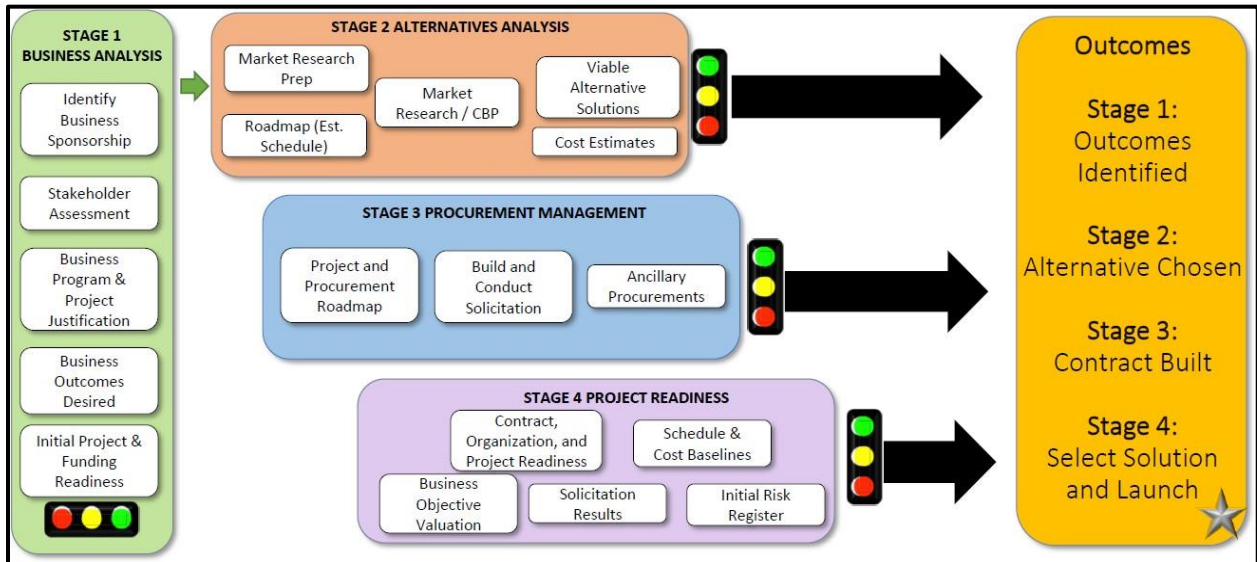 STAGE 1
BUSINESS ANALYSIS
Identify
Business
Sponsorship
Stakeholder
Assessment
Business
Program &
Project
Justification
Business
Outcomes
Desired
Initial Project &
Funding
Readiness
STAGE 2 ALTERNATIVES ANALYSIS
Market Research
Prep
Roadmap (Est.
Schedule)
Market
Research / CBP
Viable
Alternative
Solutions
Cost Estimates
STAGE 3 PROCUREMENT MANAGEMENT
Project and
Procurement
Roadmap
Build and
Conduct
Solicitation
Ancillary
Procurements
STAGE 4 PROJECT READINESS
Contract,
Organization, and
Project Readiness
Schedule &
Cost Baselines
Business
Objective
Valuation
Solicitation
Results
Initial Risk
Register
Outcomes
Stage 1:
Outcomes
Identified
Stage 2:
Alternative Chosen
Stage 3:
Contract Built
Stage 4:
Select Solution
and Launch